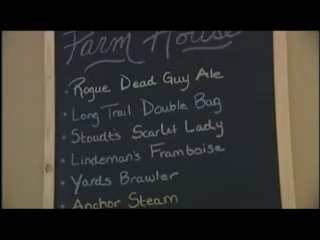 Farm House
• Rogue Dead Guy Ale
• Long Trail Double Bag
• Stoudt's Scarlet Lady
• Lindeman's Framboise
• Yards Brawler
• Anchor Steam